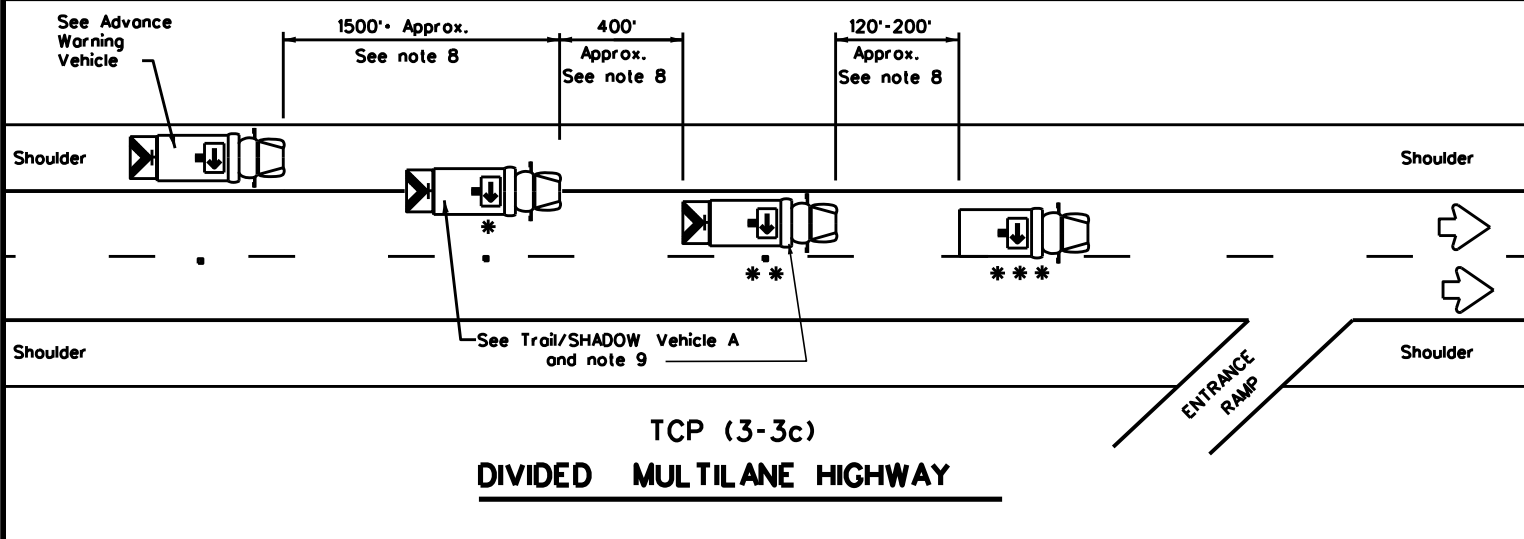 See Advance
Warning
Vehicle
1500'+ Approx.
See note 8
400'
Approx.
See note 8
120'-200'
Approx.
See note 8
Shoulder
Shoulder
*
* *
* * *
See Trail/SHADOW Vehicle A
and note 9
Shoulder
Shoulder
ENTRANCE
RAMP
TCP (3-3c)
DIVIDED MULTILANE HIGHWAY